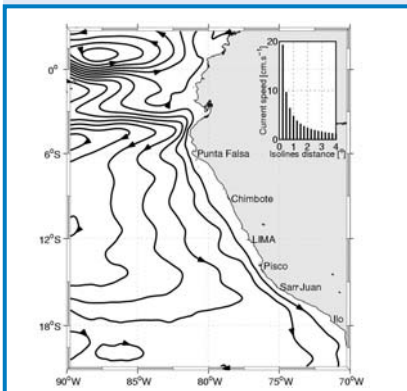 20
10
0
0 1 2 3 4
Current speed [cm.s⁻¹]
Isolines distance [°]
0°
6°S
12°S
18°S
Punta Falsa
Chimbote
LIMA
Pisco
San Juan
Ilo
90°W 85°W 80°W 75°W 70°W